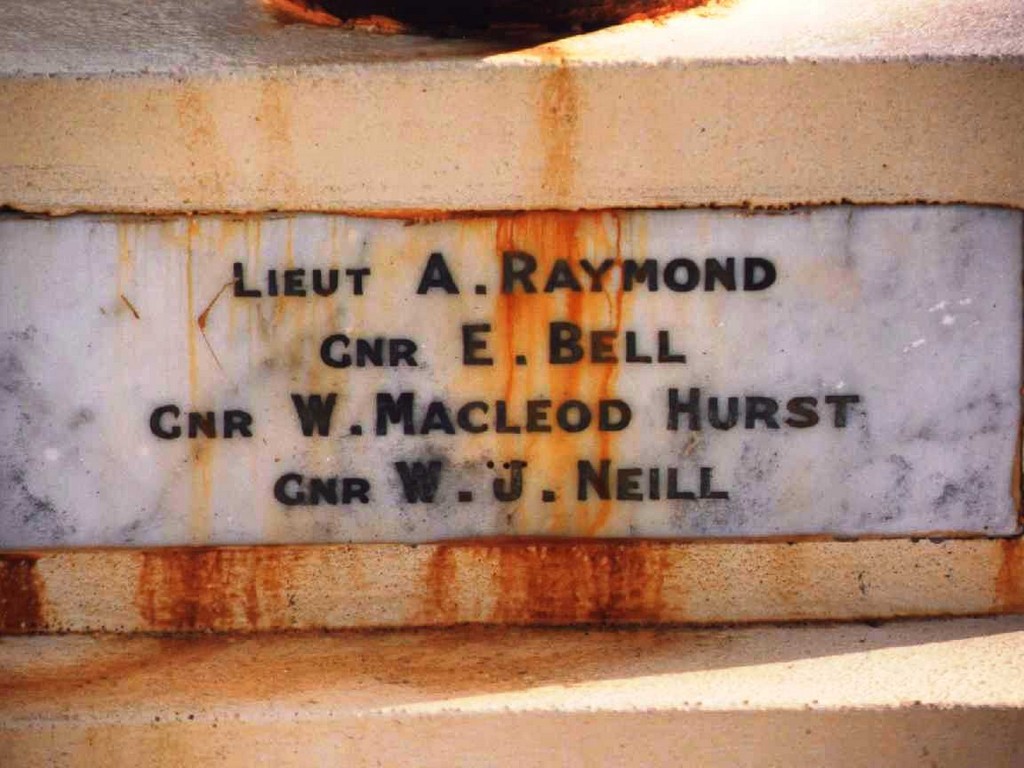 LIEUT A. RAYMOND
GNR E. BELL
GNR W. MACLEOD HURST
GNR W. J. NEILL